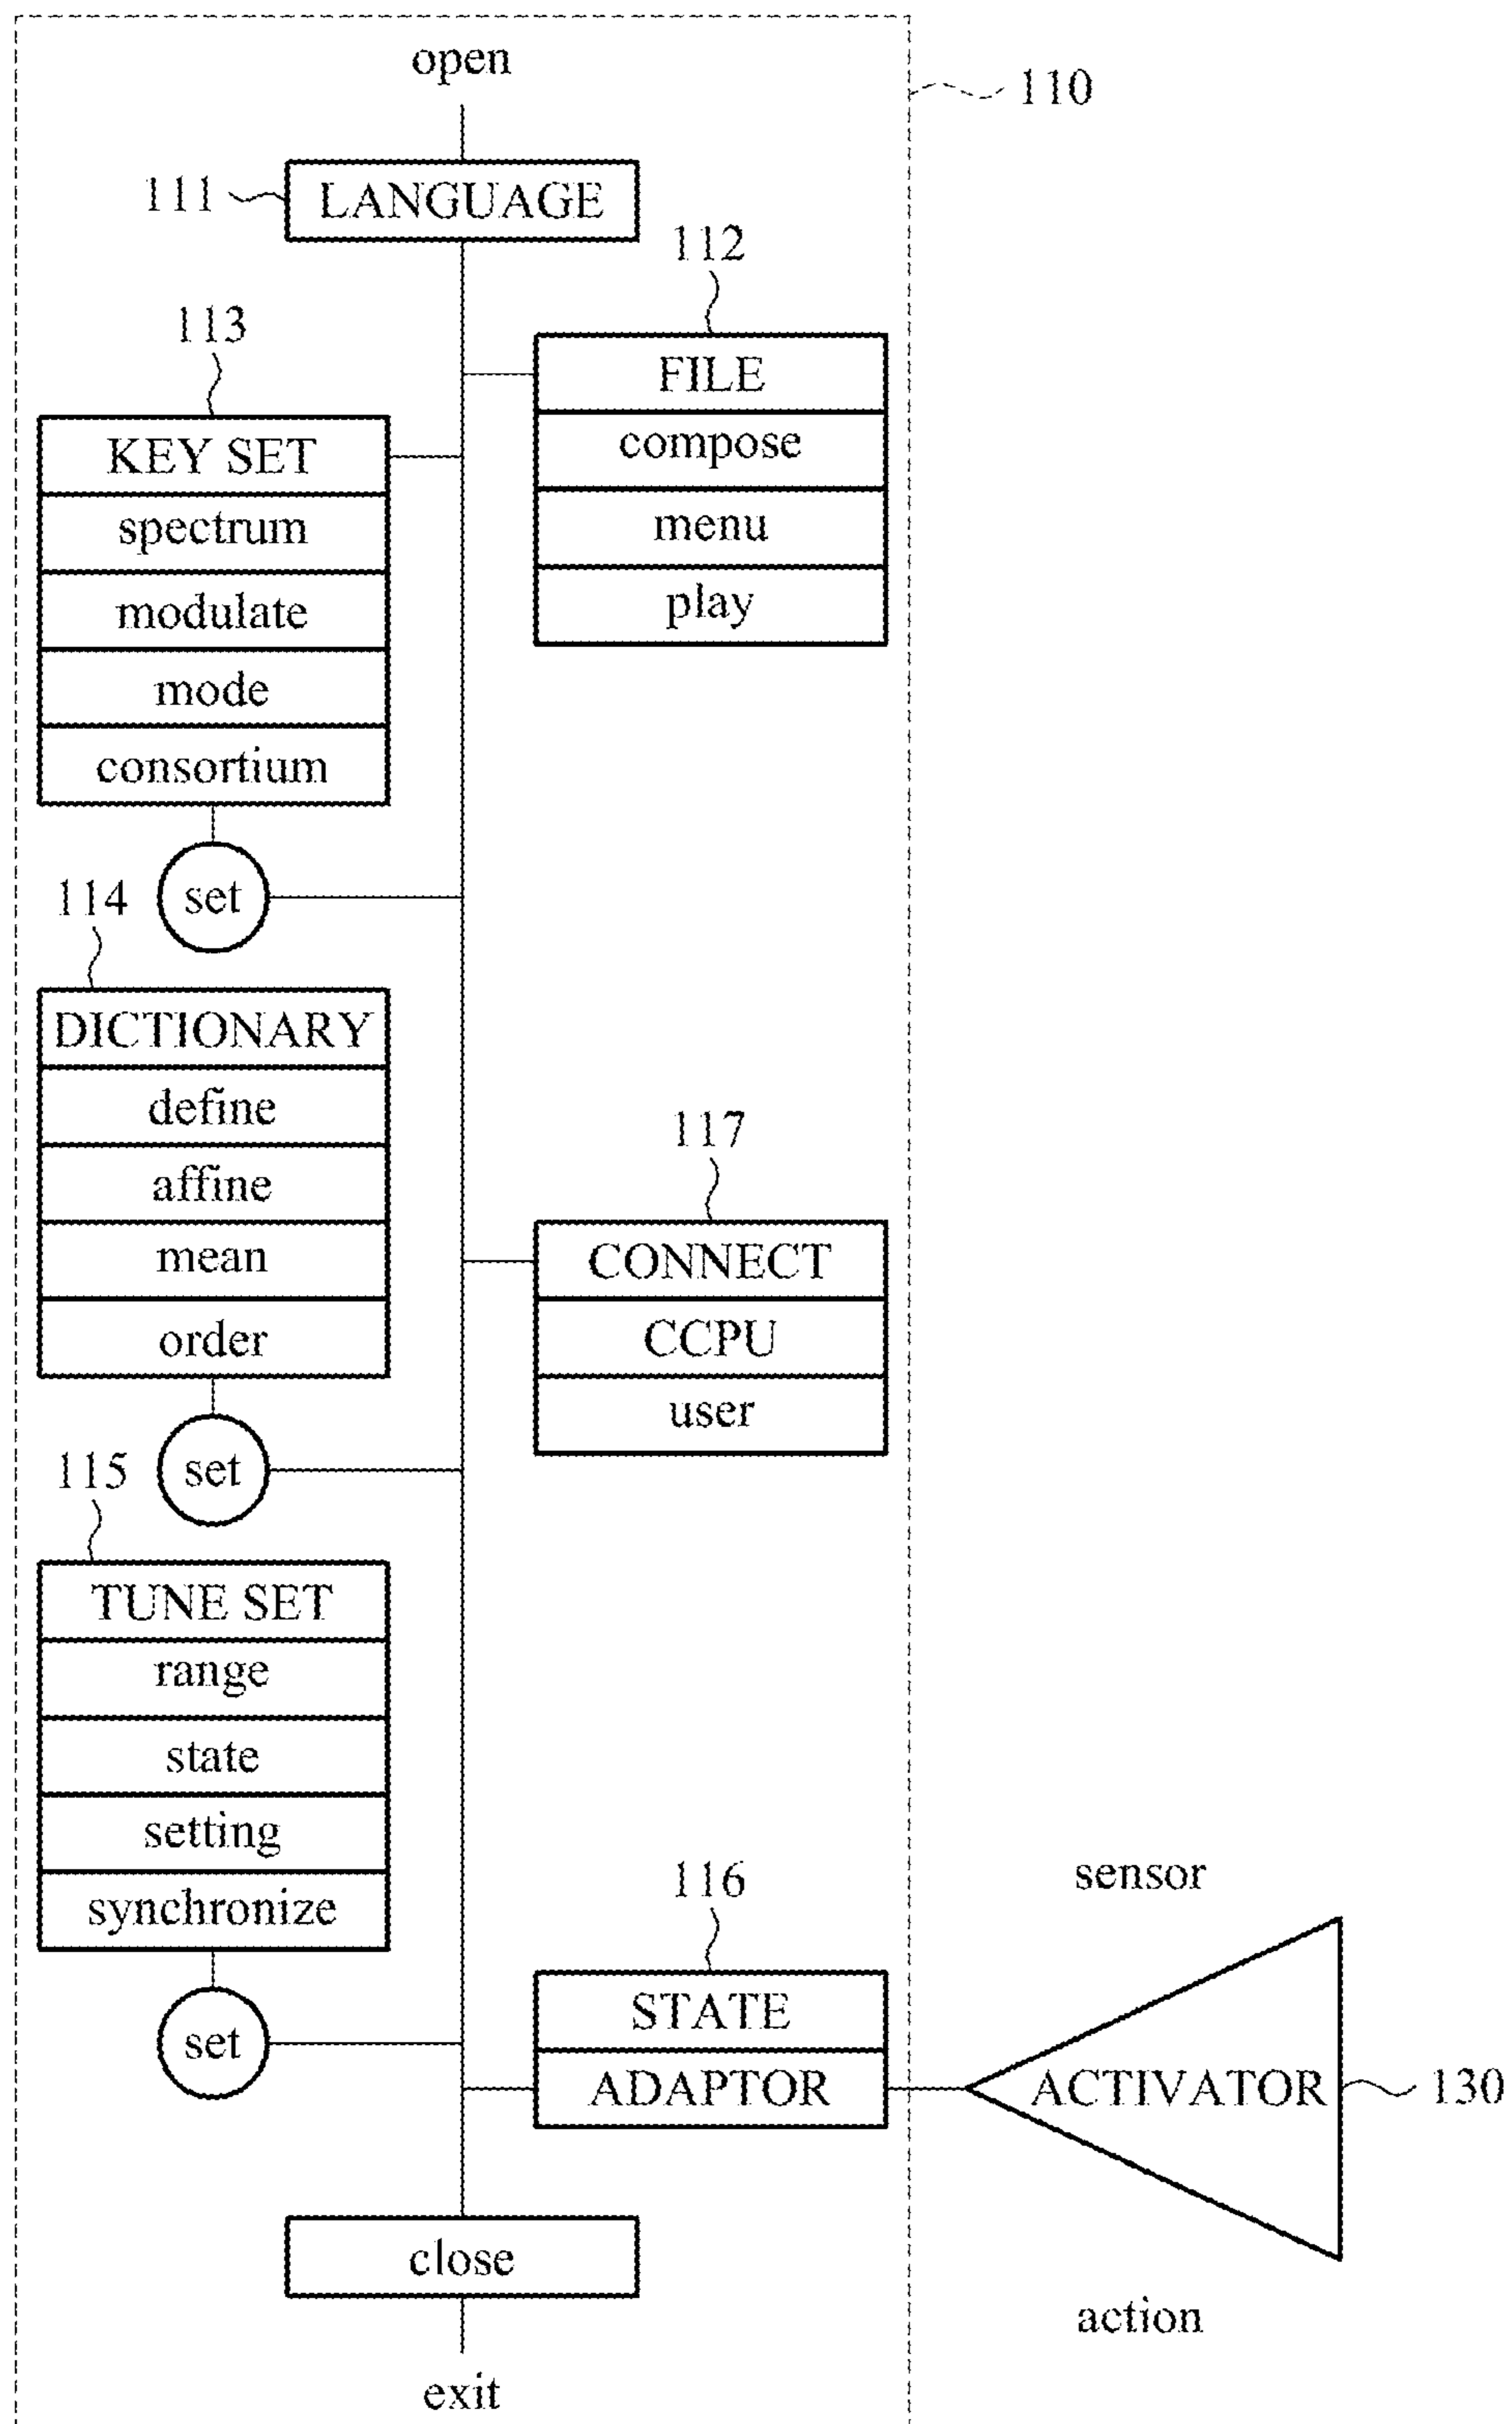 open
110
111
LANGUAGE
112
FILE
compose
menu
play
113
KEY SET
spectrum
modulate
mode
consortium
set
114
DICTIONARY
define
affine
mean
order
set
117
CONNECT
CCPU
user
115
TUNE SET
range
state
setting
synchronize
set
116
STATE
ADAPTOR
sensor
ACTIVATOR
130
action
close
exit